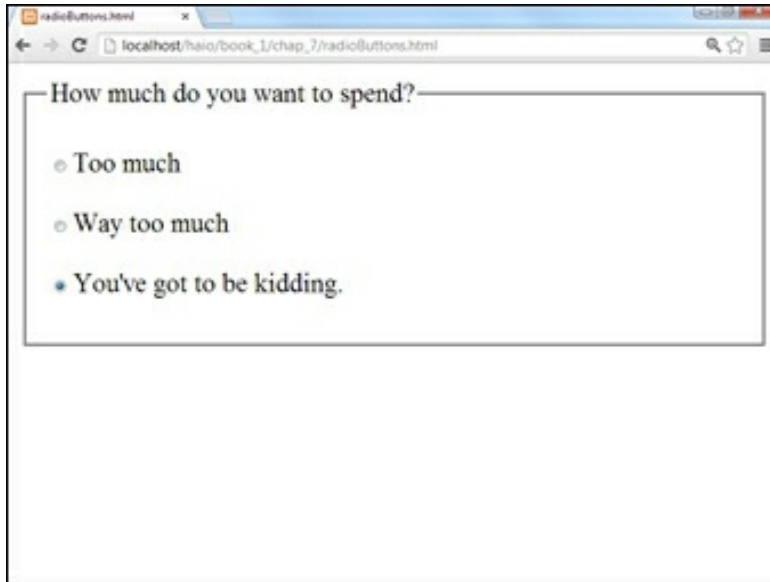 radioButtons.html
localhost/haio/book_1/chap_7/radioButtons.html
How much do you want to spend?
Too much
Way too much
You've got to be kidding.